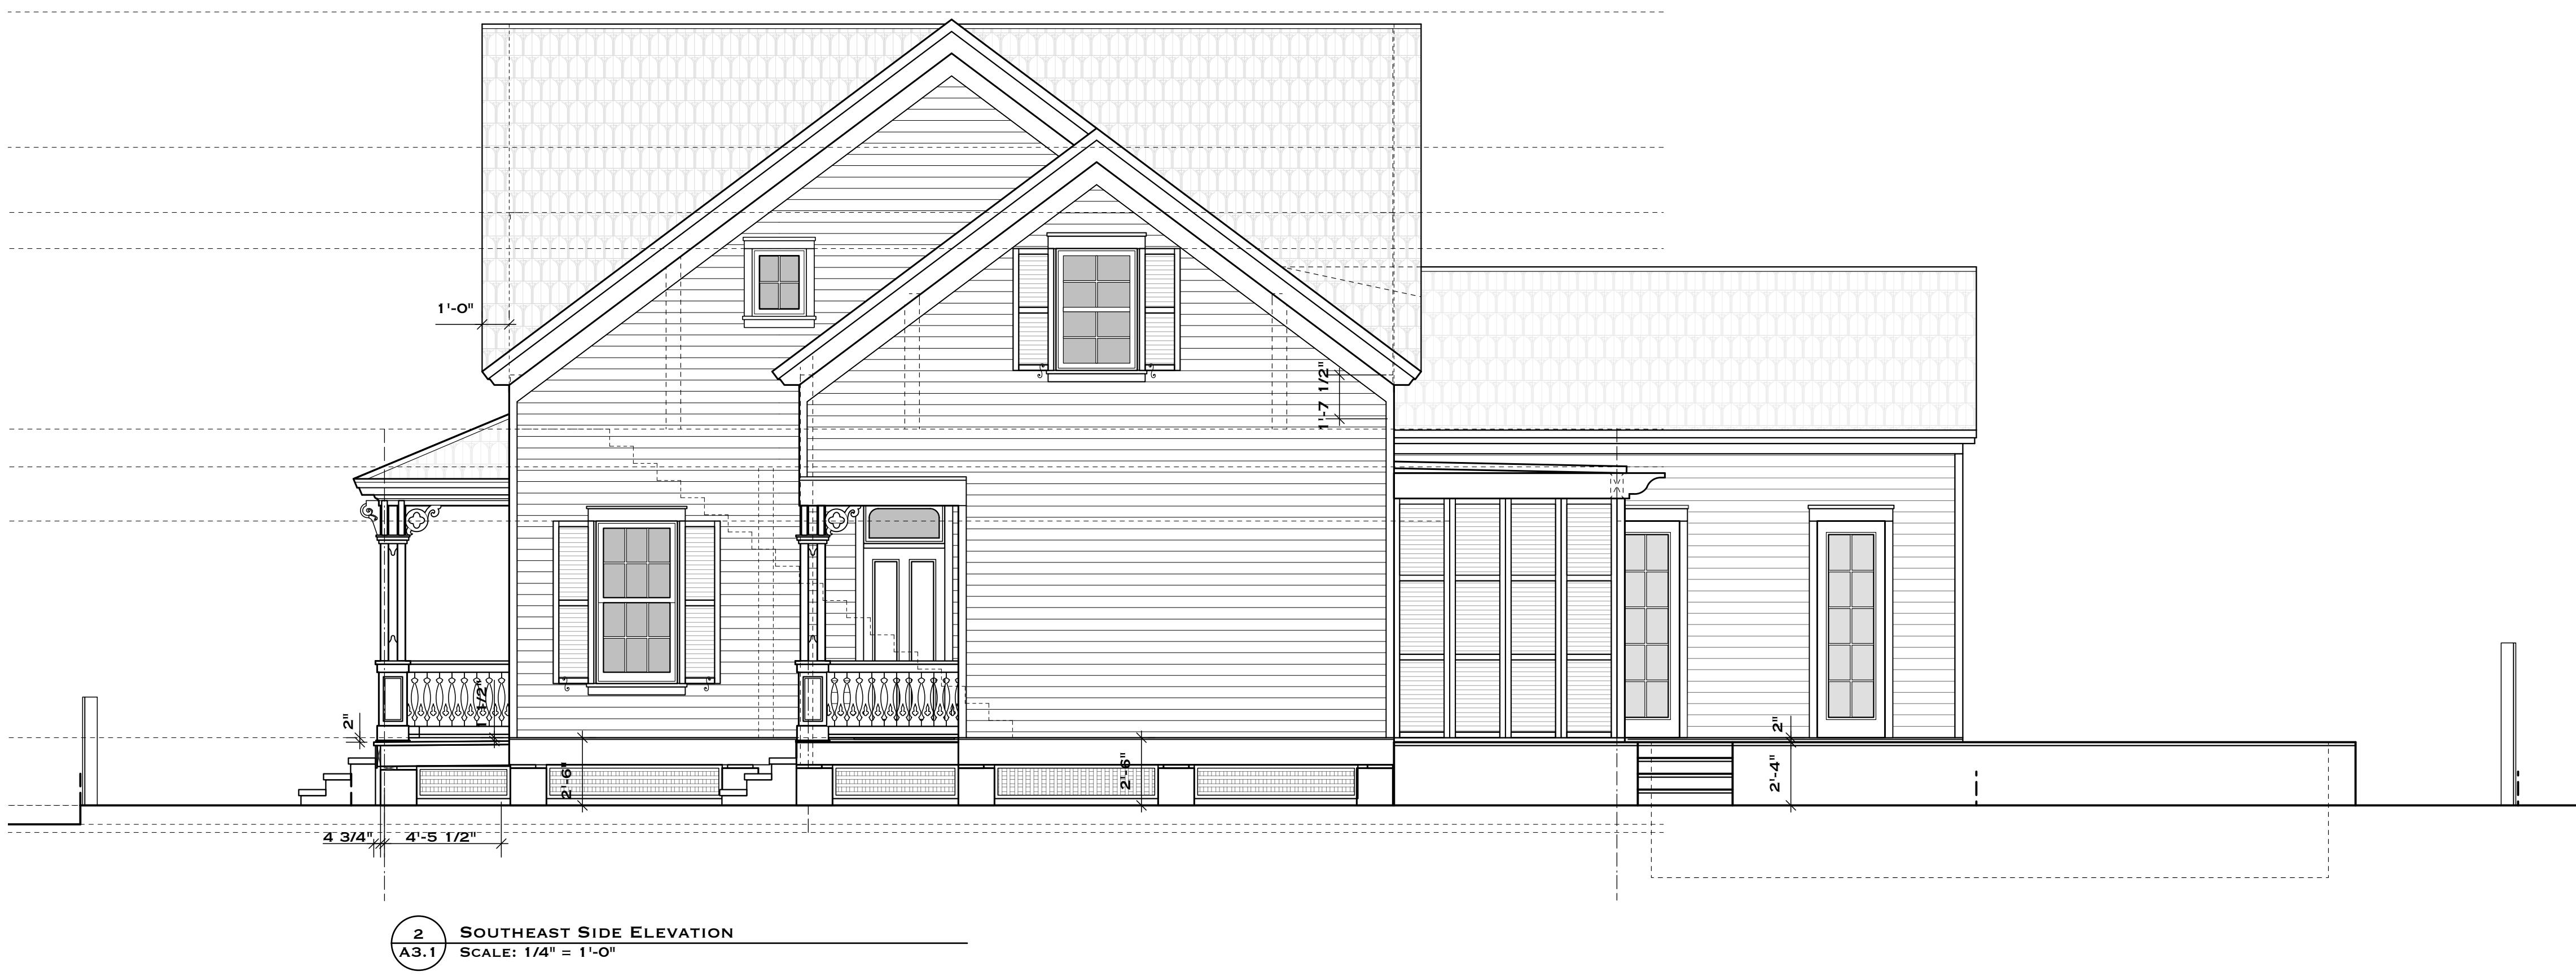 1'-0"
1'-7 1/2"
1 1/2"
2"
2"
2'-6"
2'-6"
2'-4"
4 3/4" 4'-5 1/2"
2 SOUTHEAST SIDE ELEVATION
A3.1 SCALE: 1/4" = 1'-0"